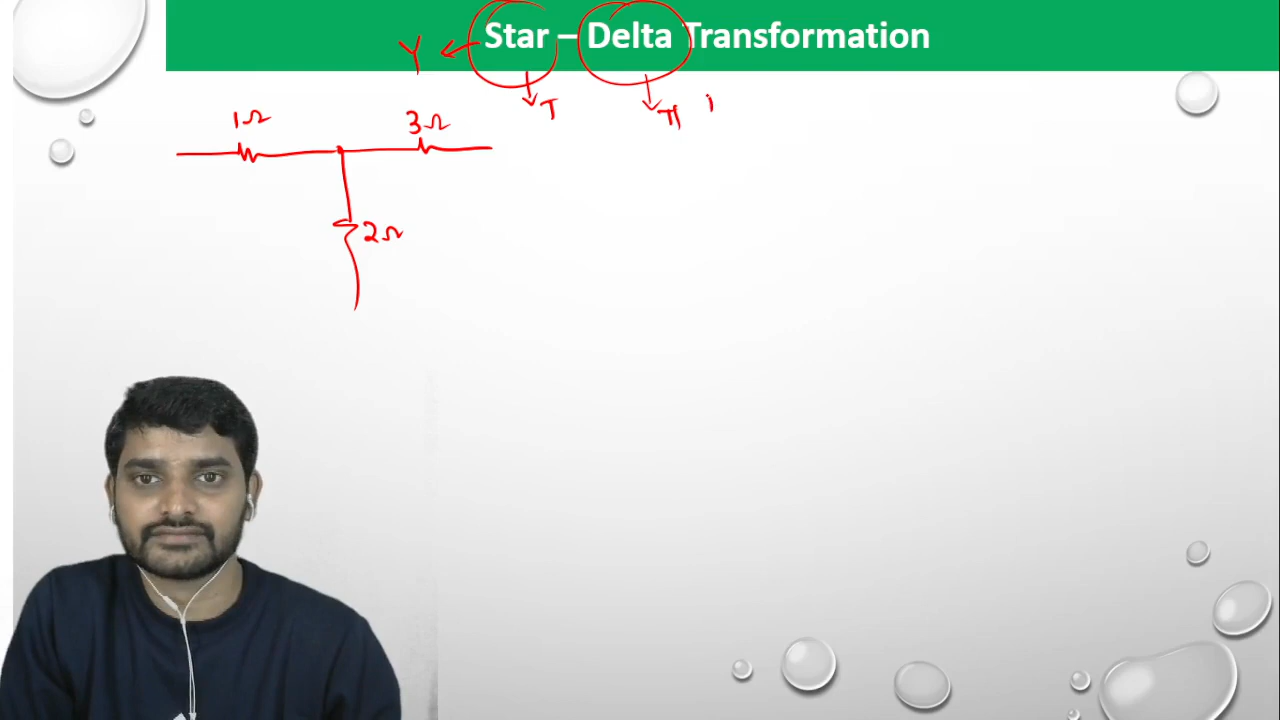 Star – Delta Transformation
Y
T
π
1Ω
3Ω
2Ω